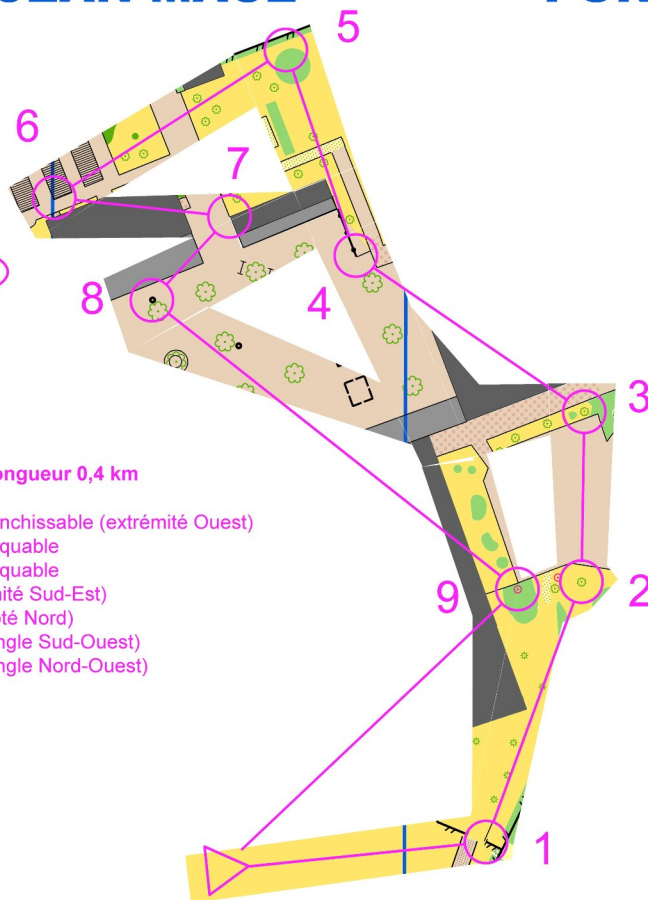 5
6
7
8
4
3
ongueur 0,4 km
nchissable (extrémité Ouest)
quable
quable
ité Sud-Est)
té Nord)
ngle Sud-Ouest)
ngle Nord-Ouest)
9
2
1